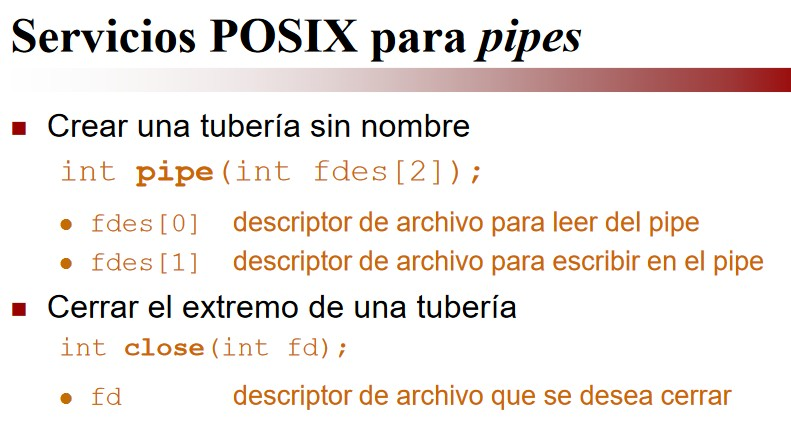 Servicios POSIX para pipes
Crear una tubería sin nombre
int pipe(int fdes[2]);
fdes[0] descriptor de archivo para leer del pipe
fdes[1] descriptor de archivo para escribir en el pipe
Cerrar el extremo de una tubería
int close(int fd);
fd descriptor de archivo que se desea cerrar